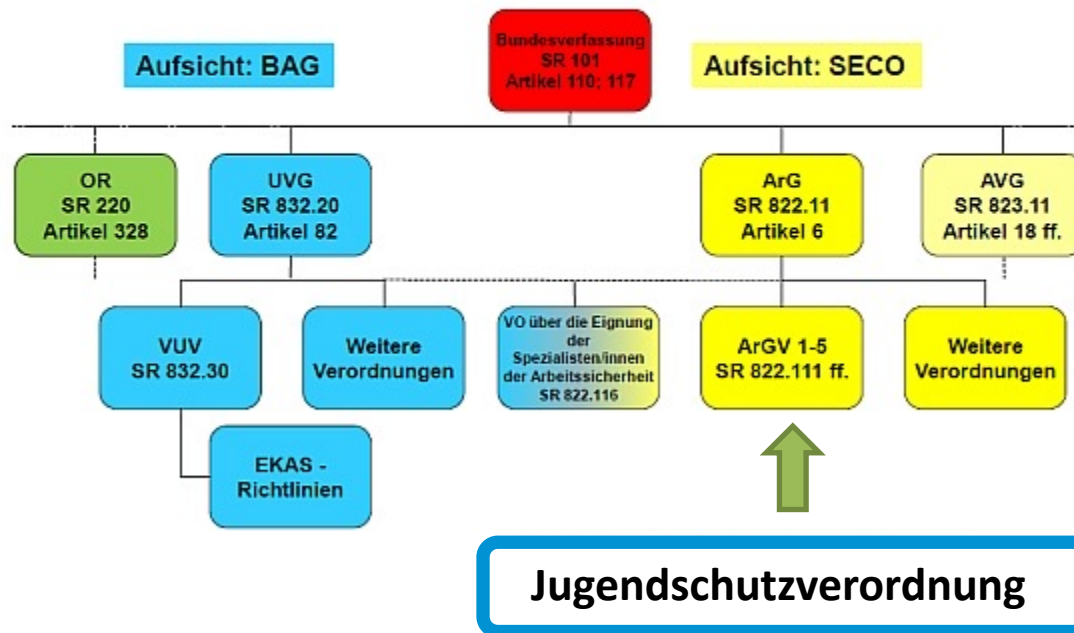 Bundesverfassung
SR 101
Artikel 110; 117
Aufsicht: BAG
Aufsicht: SECO
OR
SR 220
Artikel 328
UVG
SR 832.20
Artikel 82
ArG
SR 822.11
Artikel 6
AVG
SR 823.11
Artikel 18 ff.
VUV
SR 832.30
Weitere
Verordnungen
VO über die Eignung
der
Spezialisten/innen
der Arbeitssicherheit
SR 822.116
ArGV 1-5
SR 822.111 ff.
Weitere
Verordnungen
EKAS -
Richtlinien
Jugendschutzverordnung